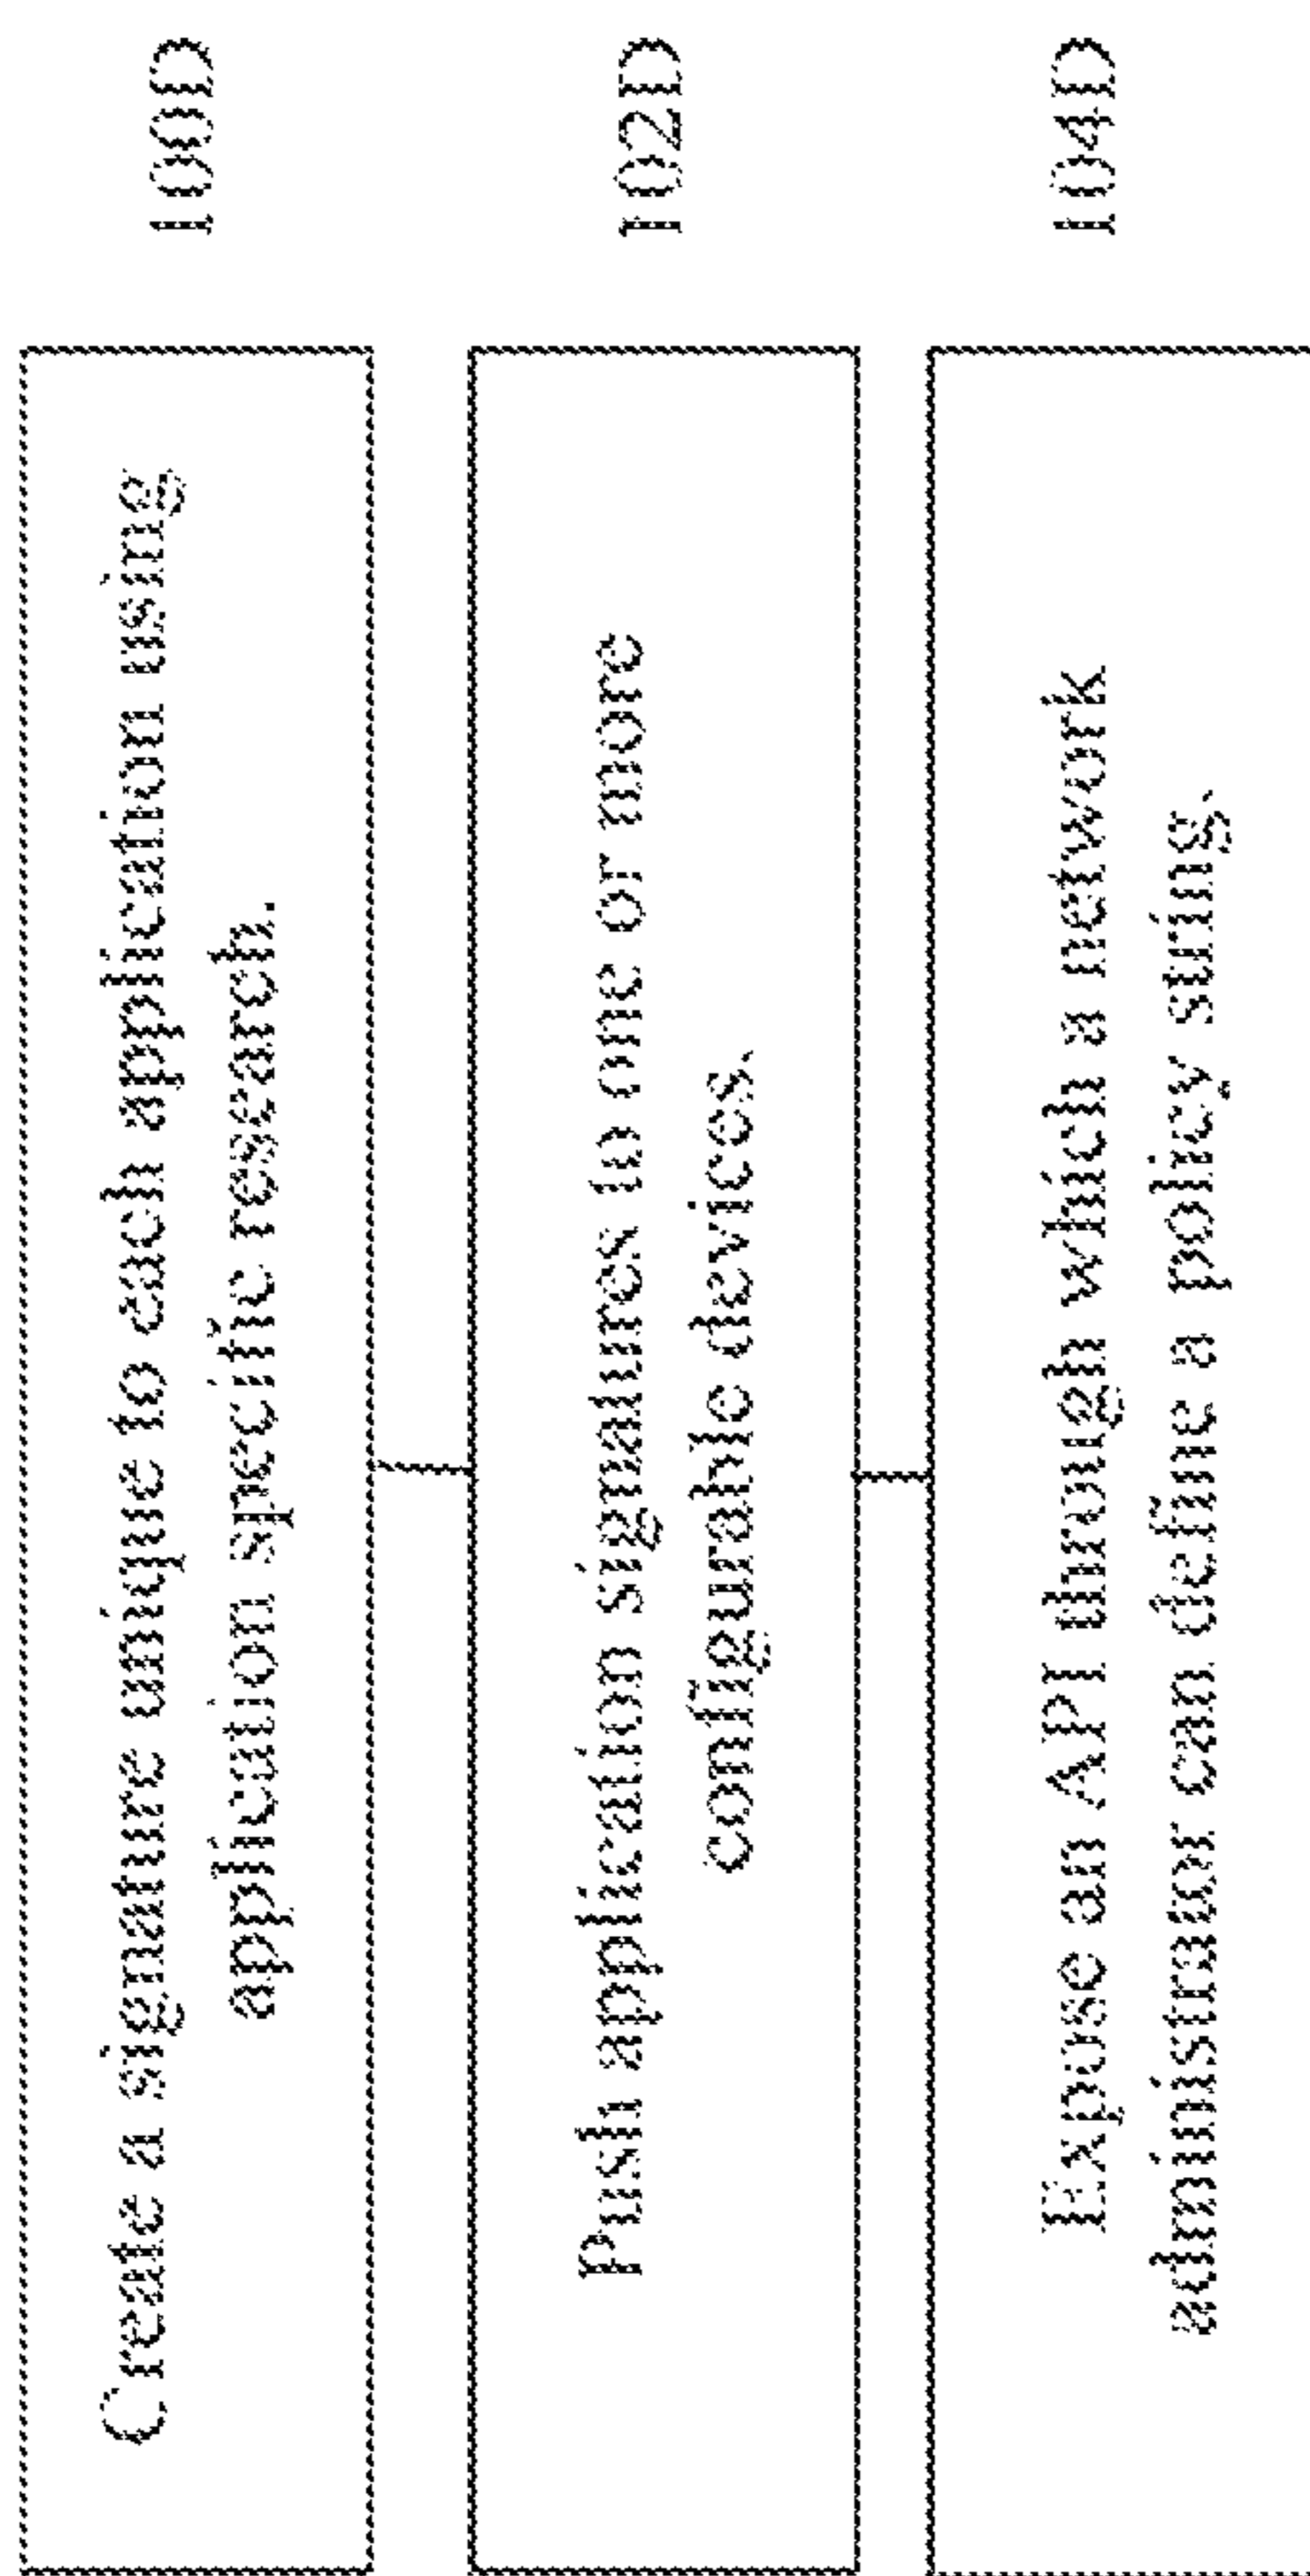 Create a signature unique to each application using
application specific research.
100D
Push application signatures to one or more
configurable devices.
102D
Expose an API through which a network
administrator can define a policy string.
104D